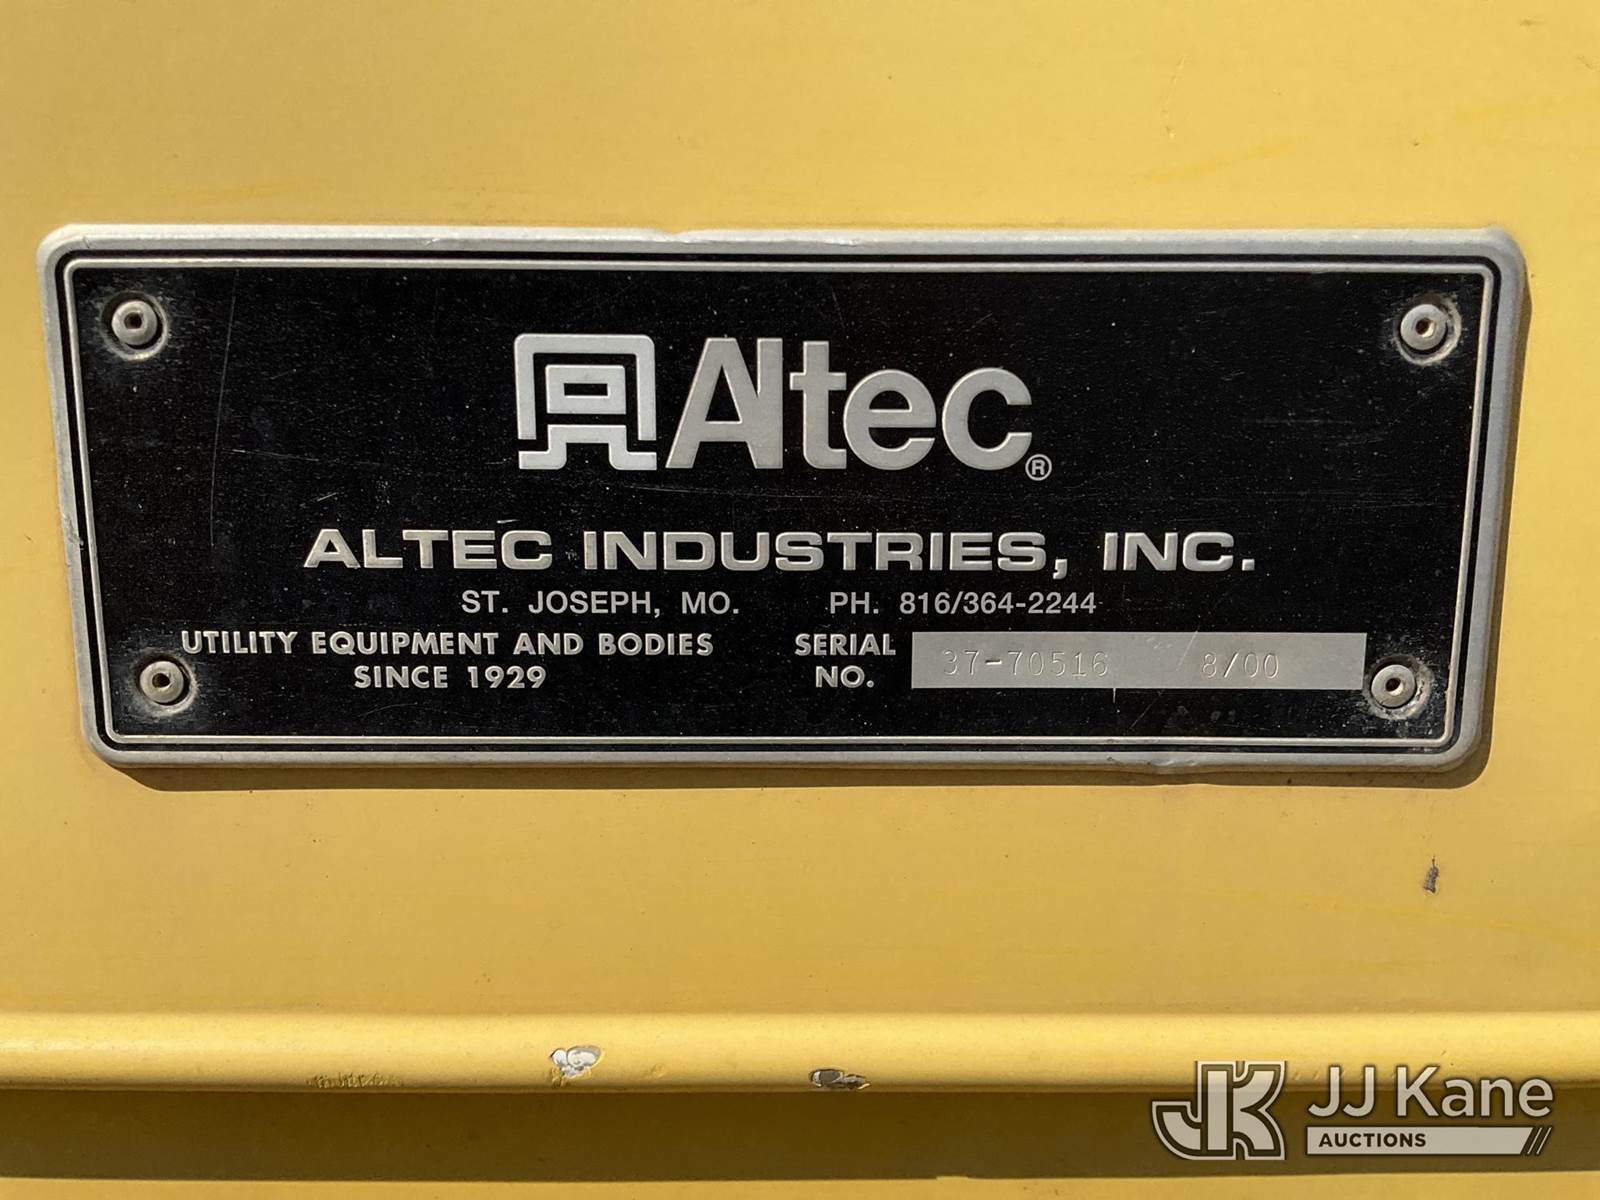 Altec®
ALTEC INDUSTRIES, INC.
ST. JOSEPH, MO. PH. 816/364-2244
UTILITY EQUIPMENT AND BODIES
SINCE 1929
SERIAL
NO.
37-70516 8/00
JK JJ Kane
AUCTIONS